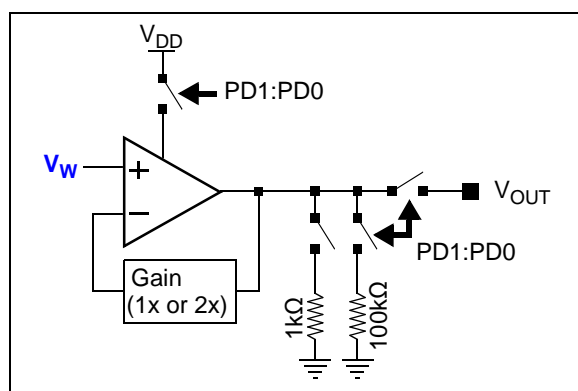 VDD
PD1:PD0
VW
+
−
VOUT
PD1:PD0
Gain
(1x or 2x)
1kΩ
100kΩ